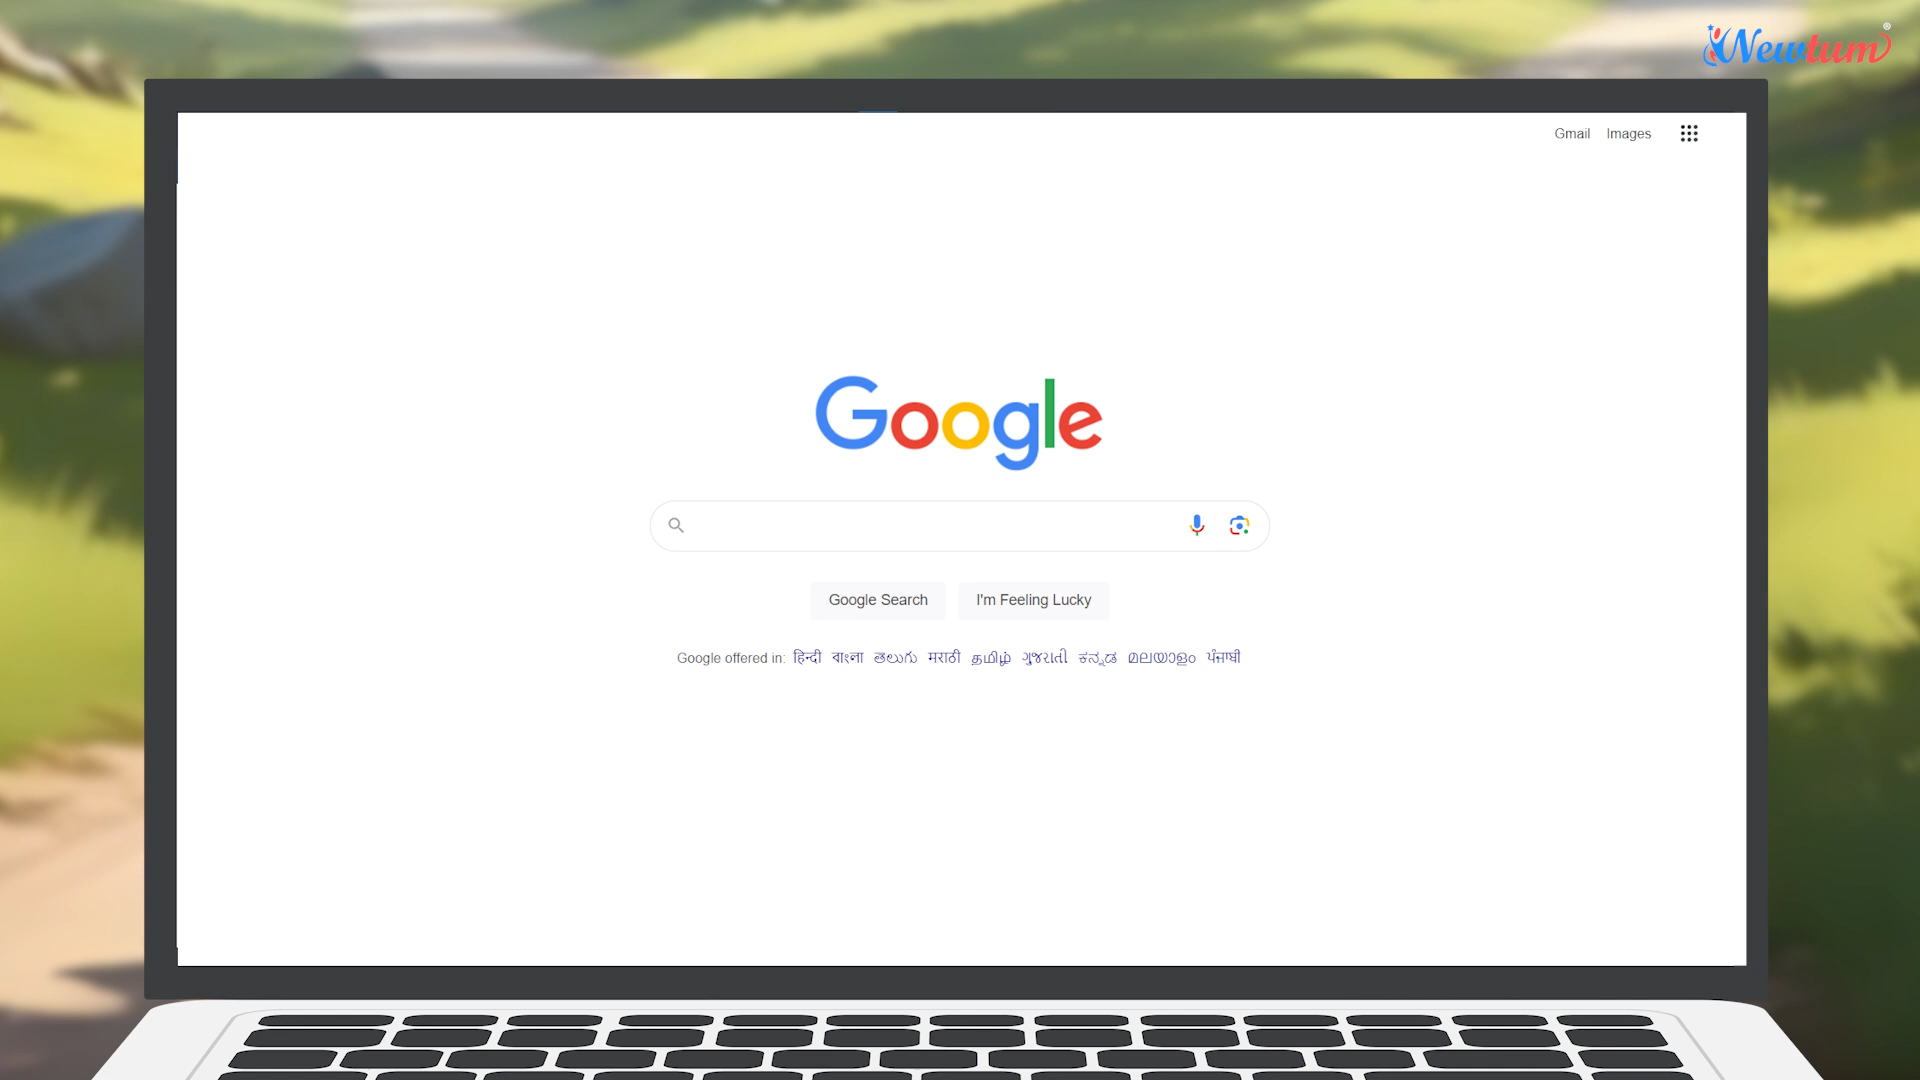 Newtum®
Gmail Images
Google
Google Search I'm Feeling Lucky
Google offered in: हिन्दी বাংলা తెలుగు मराठी தமிழ் ગુજરાતી ಕನ್ನಡ മലയാളം ਪੰਜਾਬੀ